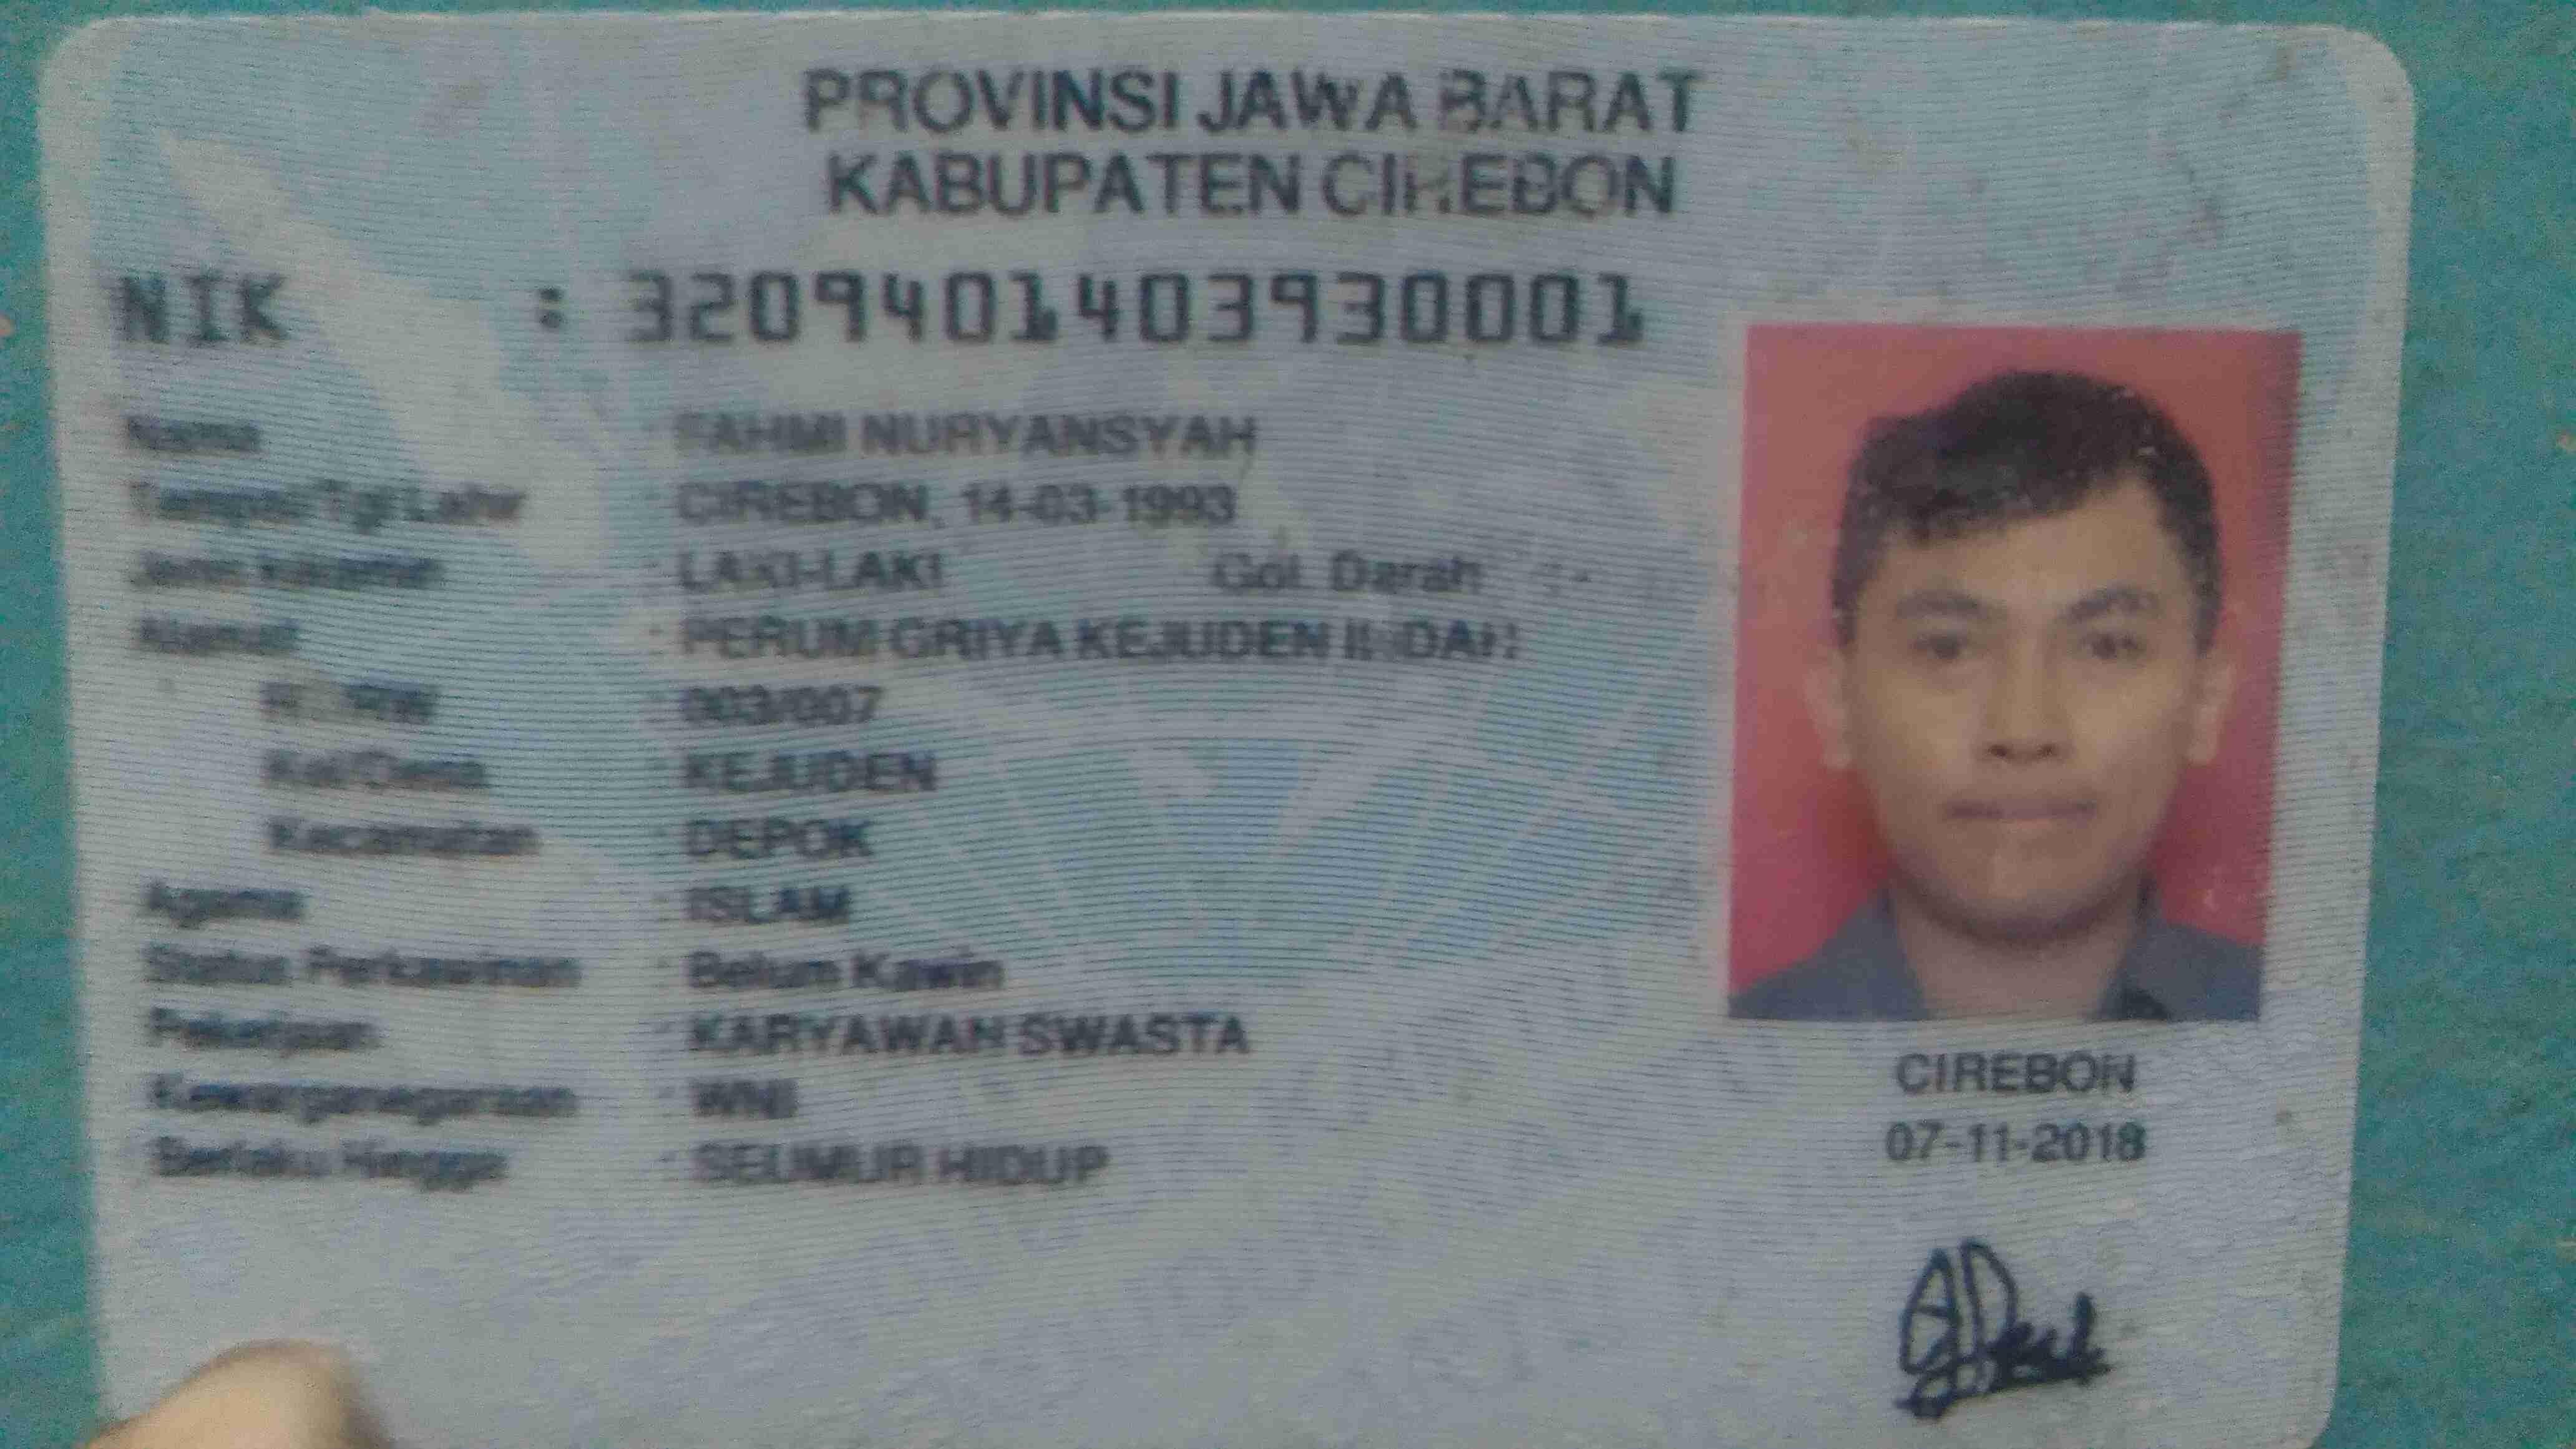 PROVINSI JAWA BARAT
KABUPATEN CIREBON
NIK : 3209401403930001
Nama : FAHMI NURYANSYAH
Tempat/Tgl Lahir : CIREBON, 14-03-1993
Jenis kelamin : LAKI-LAKI Gol. Darah : -
Alamat : PERUM GRIYA KEJUDEN INDAH
RT/RW : 003/007
Kel/Desa : KEJUDEN
Kecamatan : DEPOK
Agama : ISLAM
Status Perkawinan : Belum Kawin
Pekerjaan : KARYAWAN SWASTA
Kewarganegaraan : WNI
Berlaku Hingga : SEUMUR HIDUP
CIREBON
07-11-2018